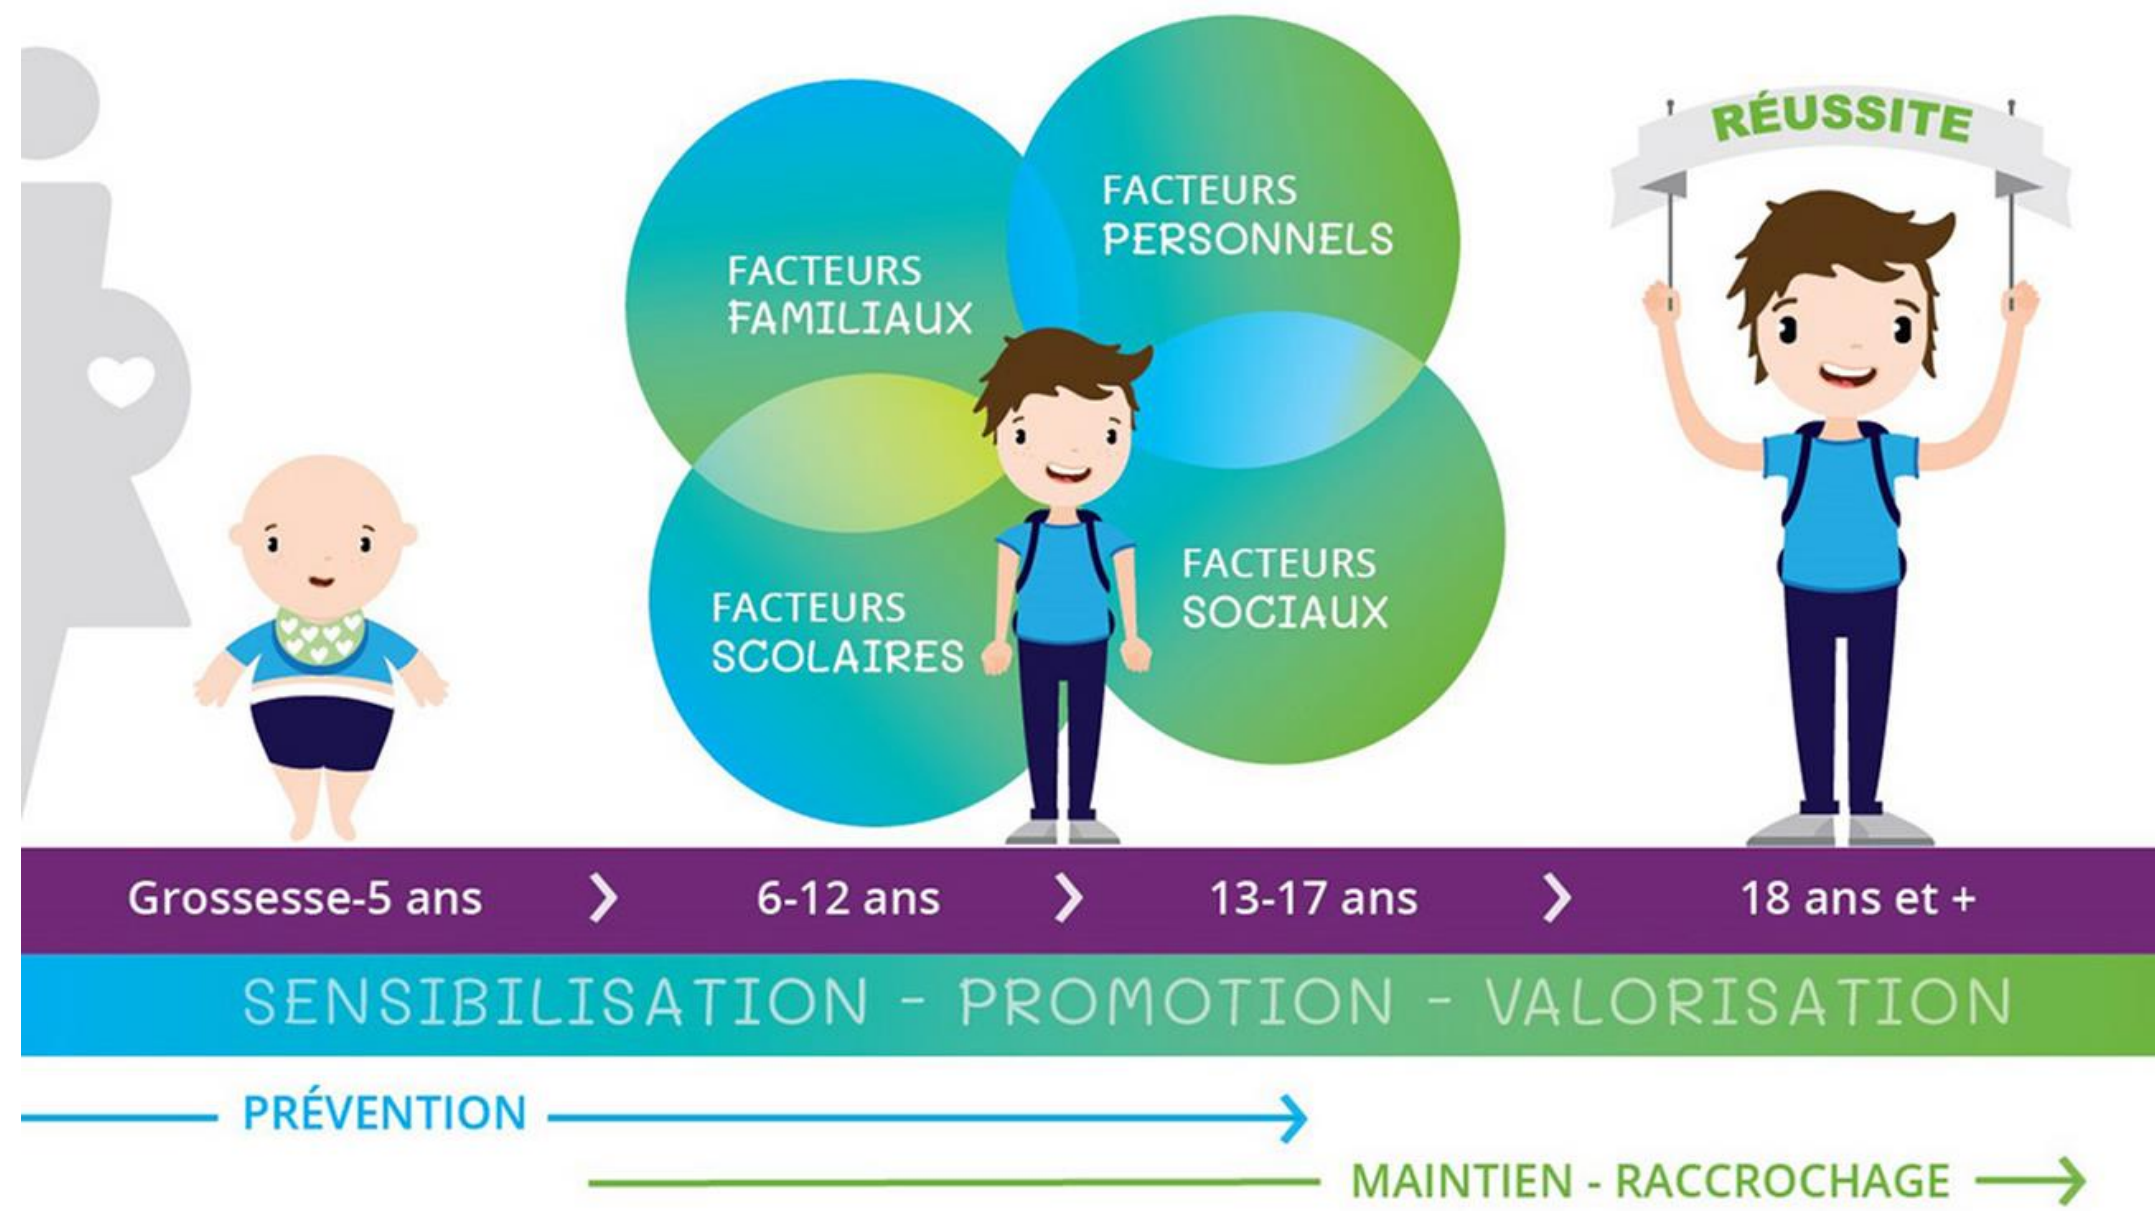 RÉUSSITE
FACTEURS
PERSONNELS
FACTEURS
FAMILIAUX
FACTEURS
SOCIAUX
FACTEURS
SCOLAIRES
Grossesse-5 ans > 6-12 ans > 13-17 ans > 18 ans et +
SENSIBILISATION - PROMOTION - VALORISATION
PRÉVENTION
MAINTIEN - RACCROCHAGE